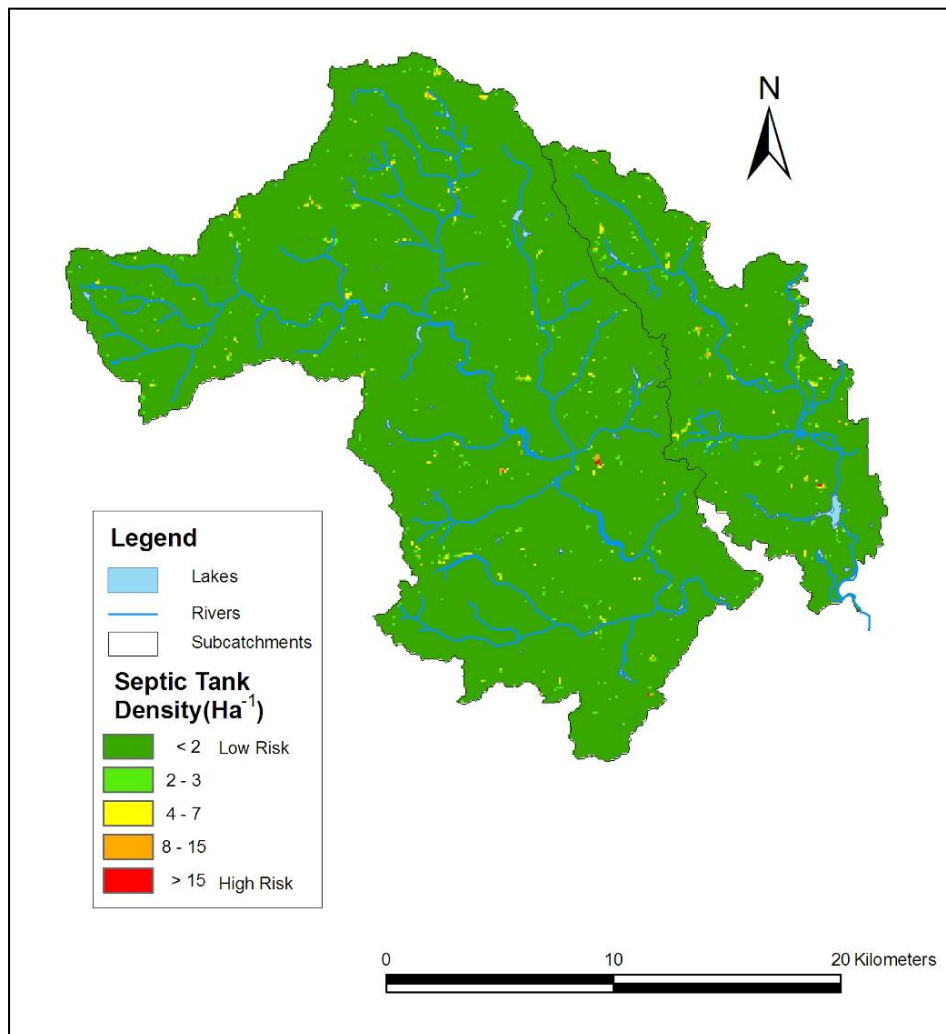 N
Legend
Lakes
Rivers
Subcatchments
Septic Tank
Density(Ha⁻¹)
< 2 Low Risk
2 - 3
4 - 7
8 - 15
> 15 High Risk
0 10 20 Kilometers